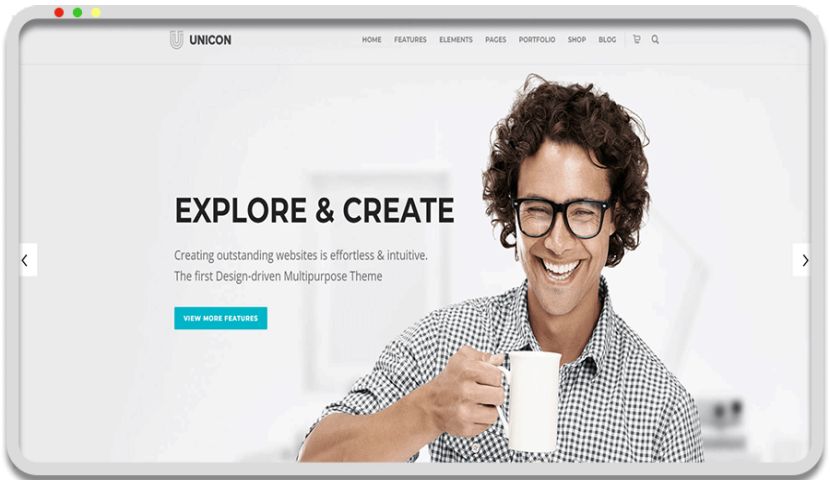 UNICON
HOME FEATURES ELEMENTS PAGES PORTFOLIO SHOP BLOG
EXPLORE & CREATE
Creating outstanding websites is effortless & intuitive.
The first Design-driven Multipurpose Theme
VIEW MORE FEATURES